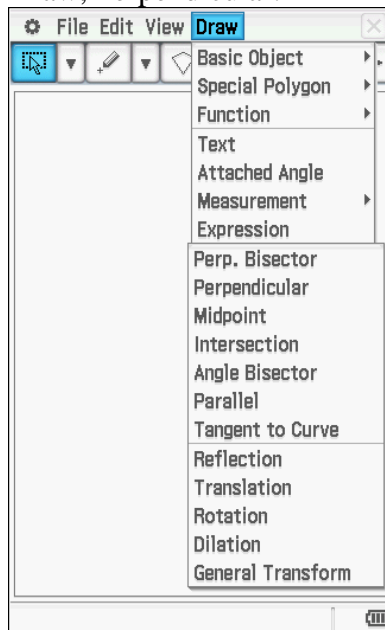 File Edit View Draw
Basic Object
Special Polygon
Function
Text
Attached Angle
Measurement
Expression
Perp. Bisector
Perpendicular
Midpoint
Intersection
Angle Bisector
Parallel
Tangent to Curve
Reflection
Translation
Rotation
Dilation
General Transform